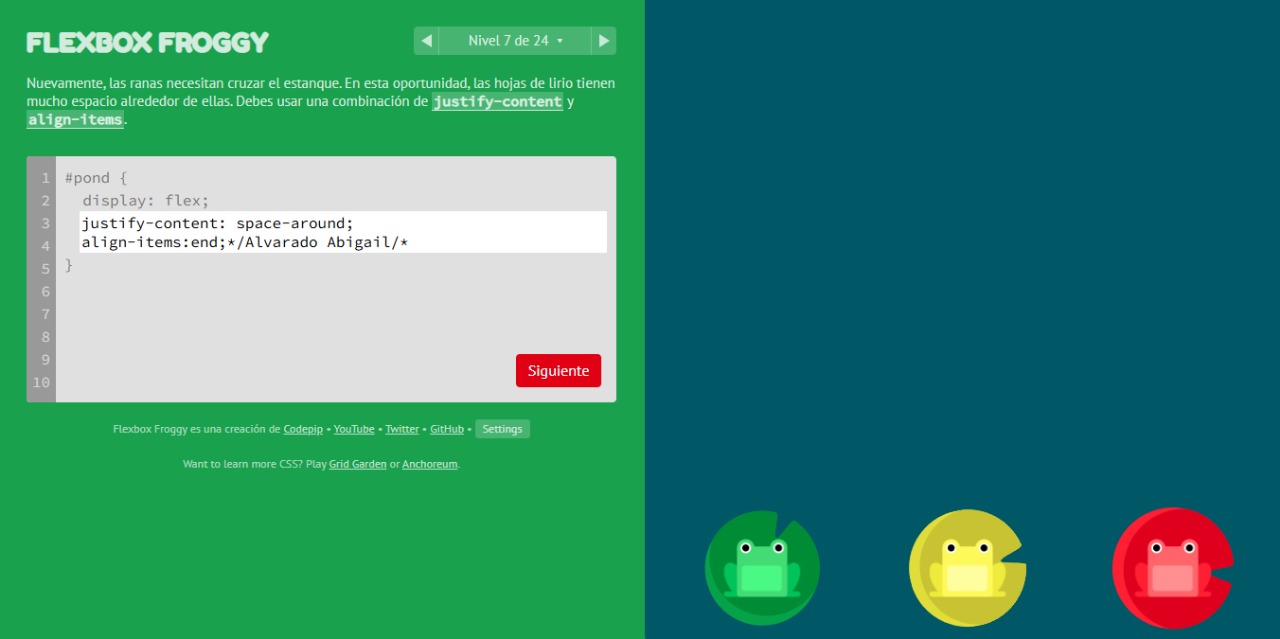 FLEXBOX FROGGY
◀ Nivel 7 de 24 ▾ ▶
Nuevamente, las ranas necesitan cruzar el estanque. En esta oportunidad, las hojas de lirio tienen
mucho espacio alrededor de ellas. Debes usar una combinación de justify-content y
align-items.
1 #pond {
2 display: flex;
3 justify-content: space-around;
4 align-items:end;*/Alvarado Abigail/*
5 }
6
7
8
9
10
Siguiente
Flexbox Froggy es una creación de Codepip • YouTube • Twitter • GitHub • Settings
Want to learn more CSS? Play Grid Garden or Anchoreum.